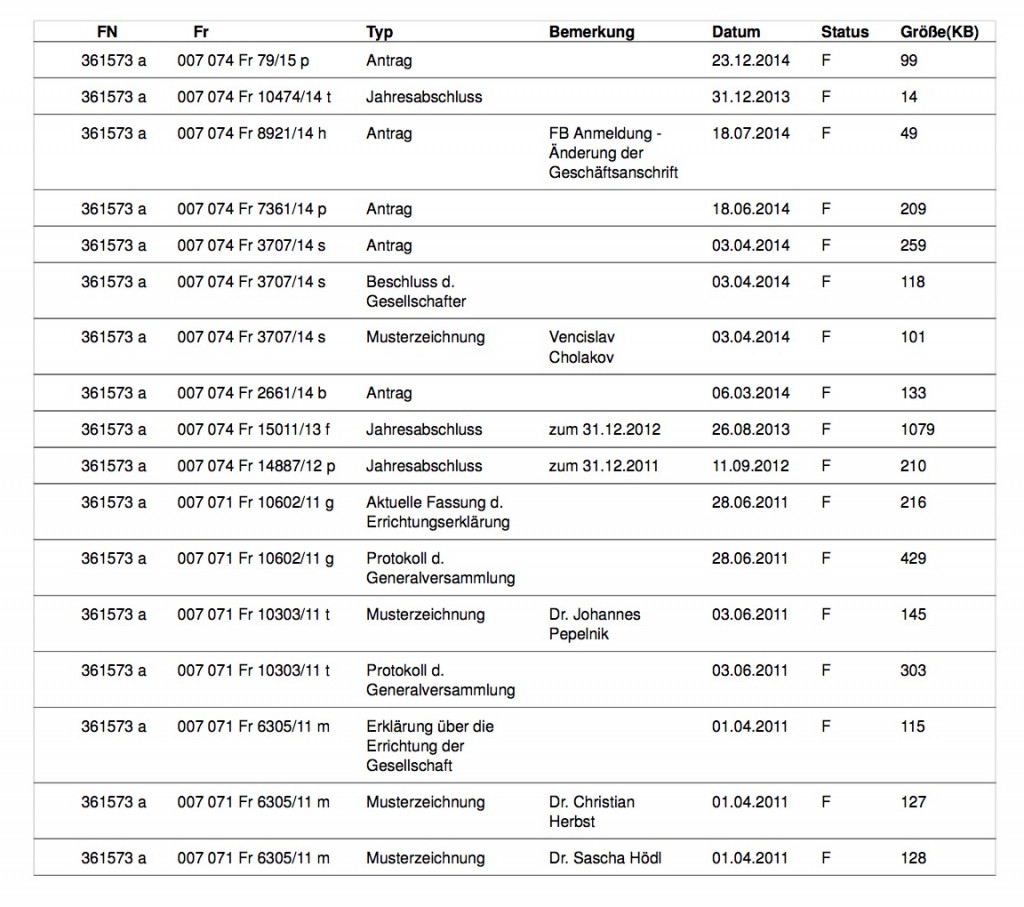 FN Fr Typ Bemerkung Datum Status Größe(KB)
361573 a 007 074 Fr 79/15 p Antrag 23.12.2014 F 99
361573 a 007 074 Fr 10474/14 t Jahresabschluss 31.12.2013 F 14
361573 a 007 074 Fr 8921/14 h Antrag FB Anmeldung - 18.07.2014 F 49
Änderung der
Geschäftsanschrift
361573 a 007 074 Fr 7361/14 p Antrag 18.06.2014 F 209
361573 a 007 074 Fr 3707/14 s Antrag 03.04.2014 F 259
361573 a 007 074 Fr 3707/14 s Beschluss d. 03.04.2014 F 118
Gesellschafter
361573 a 007 074 Fr 3707/14 s Musterzeichnung Vencislav 03.04.2014 F 101
Cholakov
361573 a 007 074 Fr 2661/14 b Antrag 06.03.2014 F 133
361573 a 007 074 Fr 15011/13 f Jahresabschluss zum 31.12.2012 26.08.2013 F 1079
361573 a 007 074 Fr 14887/12 p Jahresabschluss zum 31.12.2011 11.09.2012 F 210
361573 a 007 071 Fr 10602/11 g Aktuelle Fassung d. 28.06.2011 F 216
Errichtungserklärung
361573 a 007 071 Fr 10602/11 g Protokoll d. 28.06.2011 F 429
Generalversammlung
361573 a 007 071 Fr 10303/11 t Musterzeichnung Dr. Johannes 03.06.2011 F 145
Pepelnik
361573 a 007 071 Fr 10303/11 t Protokoll d. 03.06.2011 F 303
Generalversammlung
361573 a 007 071 Fr 6305/11 m Erklärung über die 01.04.2011 F 115
Errichtung der
Gesellschaft
361573 a 007 071 Fr 6305/11 m Musterzeichnung Dr. Christian 01.04.2011 F 127
Herbst
361573 a 007 071 Fr 6305/11 m Musterzeichnung Dr. Sascha Hödl 01.04.2011 F 128